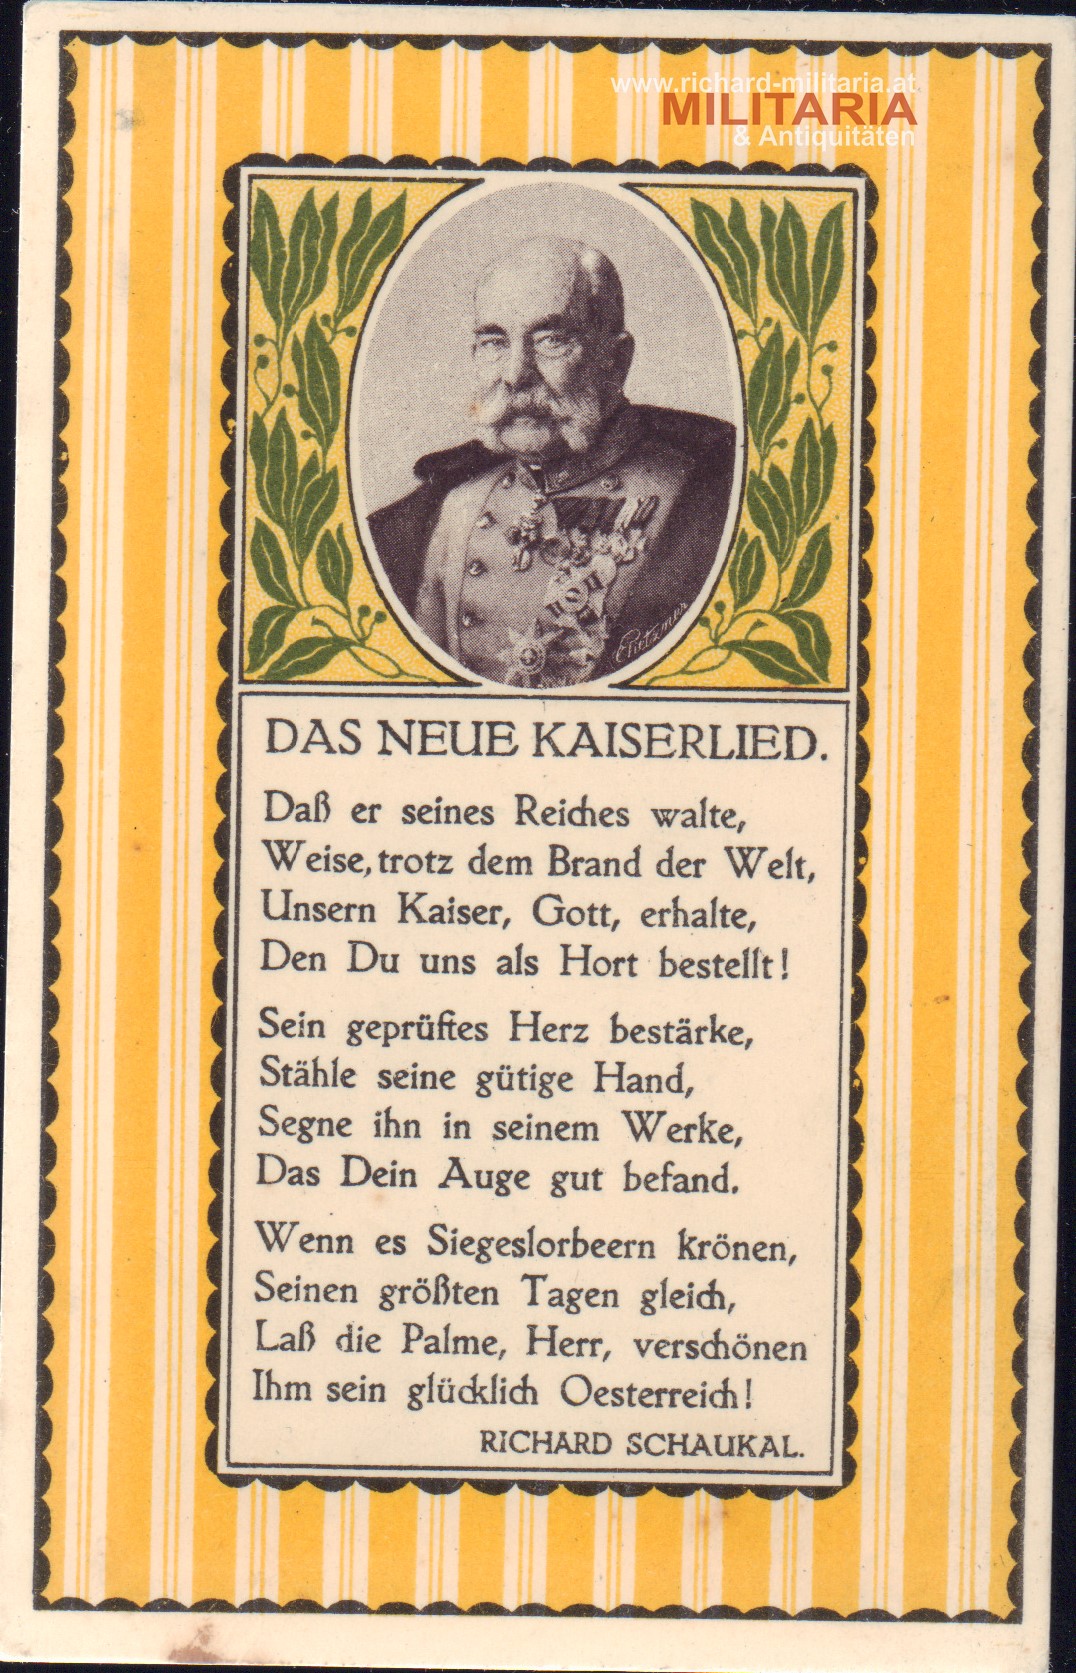 www.richard-militaria.at
MILITARIA
& Antiquitäten
Pietzner
DAS NEUE KAISERLIED.
Daß er seines Reiches walte,
Weise, trotz dem Brand der Welt,
Unsern Kaiser, Gott, erhalte,
Den Du uns als Hort bestellt!
Sein geprüftes Herz bestärke,
Stähle seine gütige Hand,
Segne ihn in seinem Werke,
Das Dein Auge gut befand.
Wenn es Siegeslorbeern krönen,
Seinen größten Tagen gleich,
Laß die Palme, Herr, verschönen
Ihm sein glücklich Oesterreich!
RICHARD SCHAUKAL.